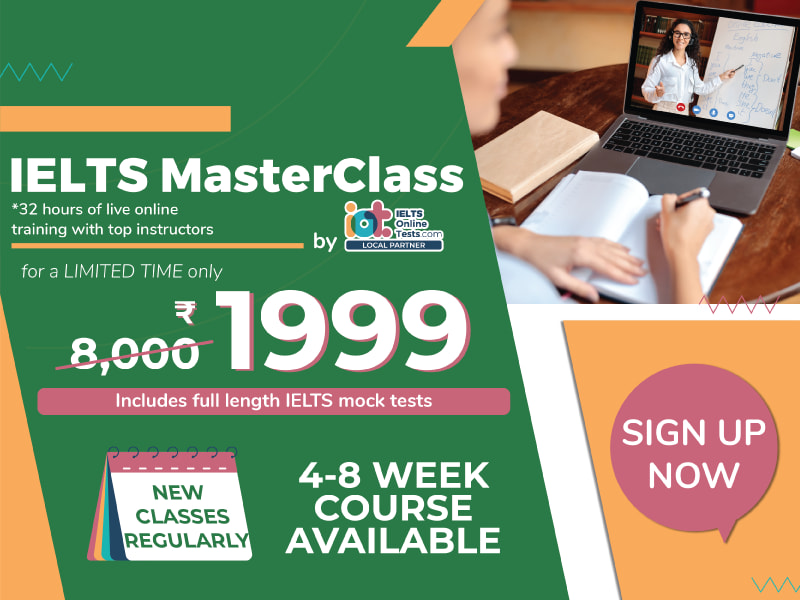 IELTS MasterClass
*32 hours of live online
training with top instructors
by
iot
IELTS
Online
Tests.com
LOCAL PARTNER
for a LIMITED TIME only
₹
8,000
1999
Includes full length IELTS mock tests
NEW
CLASSES
REGULARLY
4-8 WEEK
COURSE
AVAILABLE
SIGN UP
NOW
English